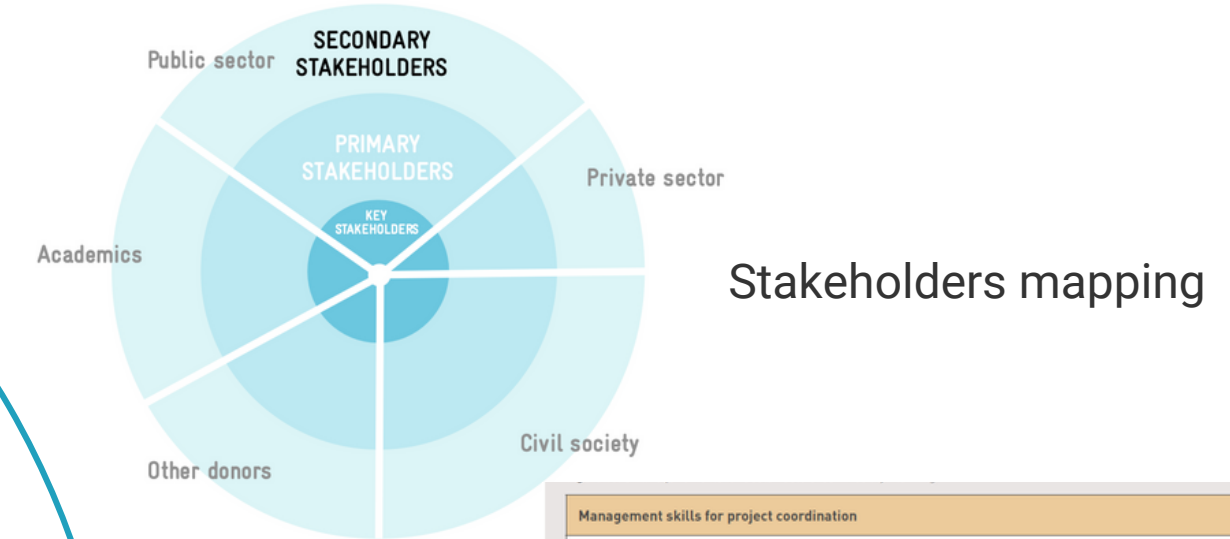 SECONDARY
STAKEHOLDERS
Public sector
PRIMARY
STAKEHOLDERS
Private sector
KEY
STAKEHOLDERS
Academics
Stakeholders mapping
Civil society
Other donors
Management skills for project coordination